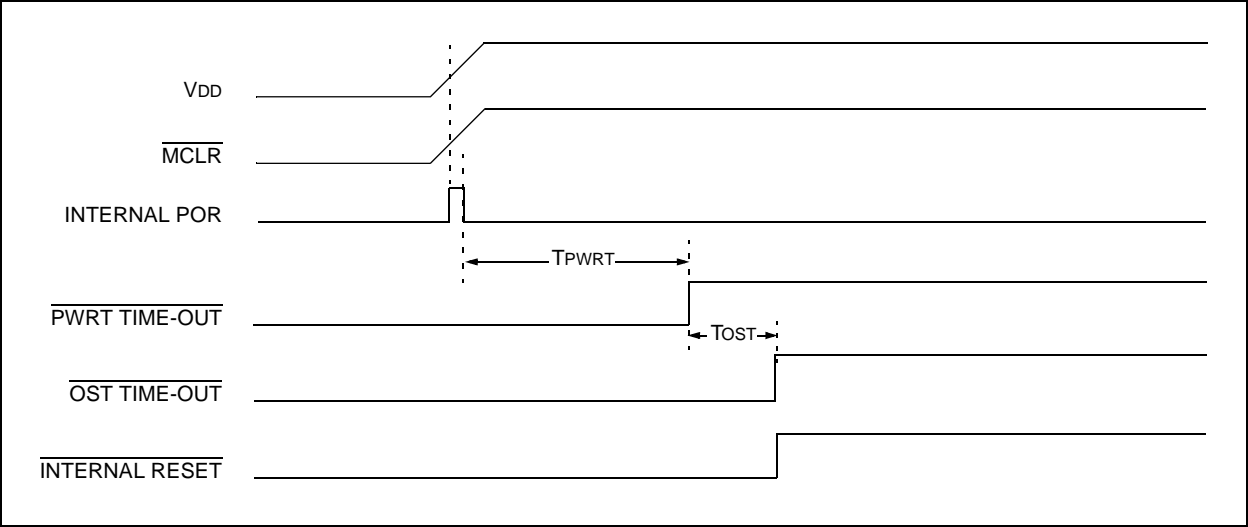 VDD
MCLR
INTERNAL POR
TPWRT
PWRT TIME-OUT
TOST
OST TIME-OUT
INTERNAL RESET